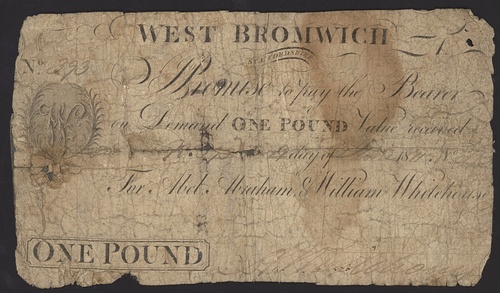 WEST BROMWICH
STAFFORDSHIRE
No. 393
I Promise to pay the Bearer
on Demand ONE POUND Value received
day of
For Abel, Abraham, & William Whitehouse
ONE POUND